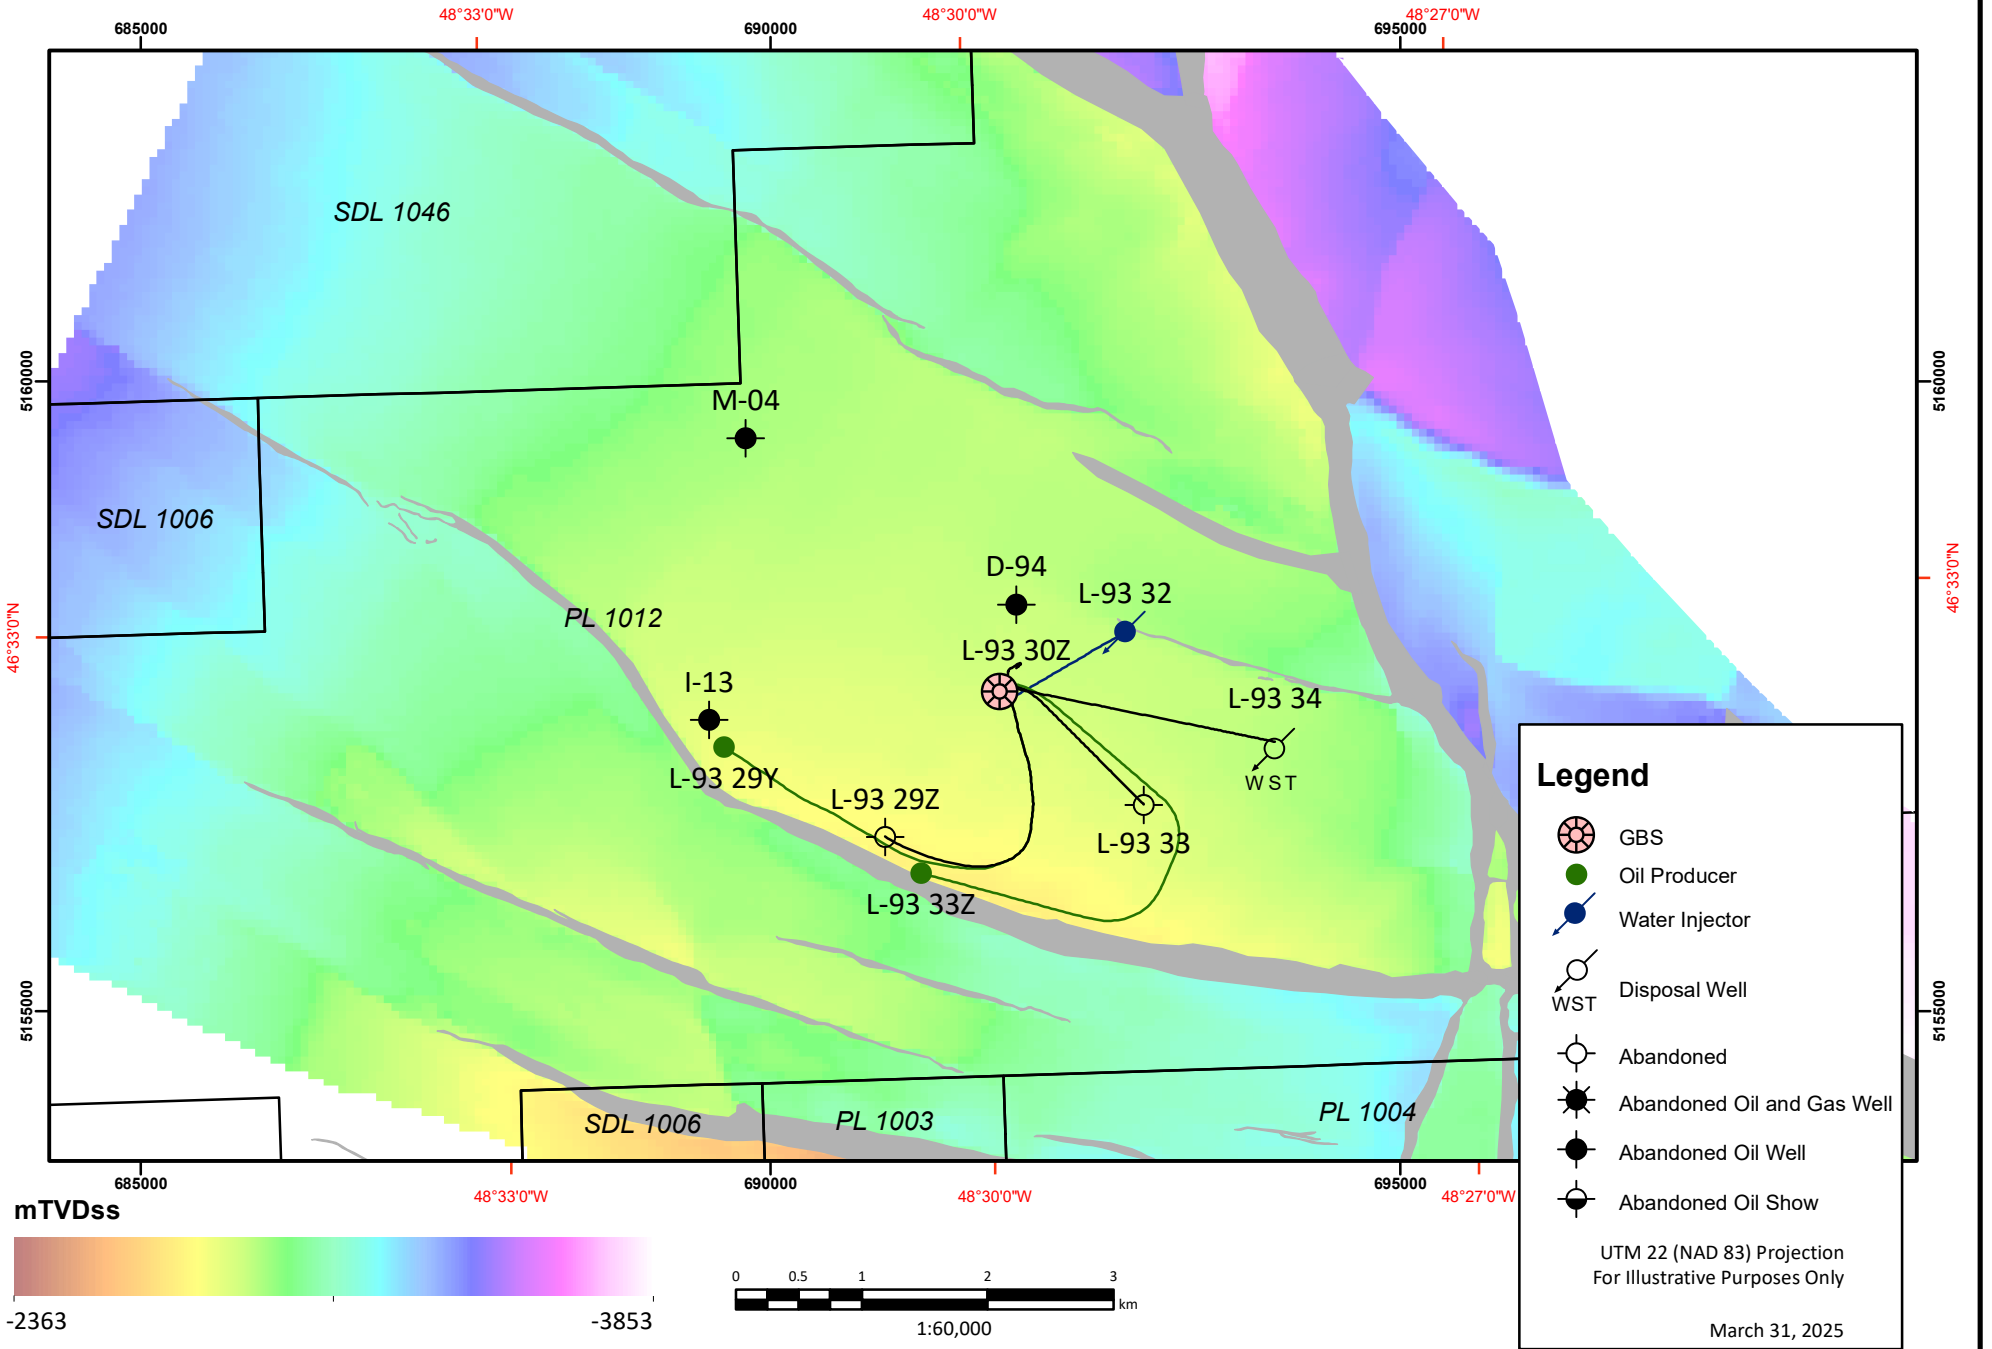 48°33'0"W
48°30'0"W
48°27'0"W
685000
690000
695000
SDL 1046
5160000
5160000
M-04
SDL 1006
46°33'0"N
46°33'0"N
D-94
L-93 32
PL 1012
L-93 30Z
I-13
L-93 34
L-93 29Y
WST
L-93 29Z
L-93 33
L-93 33Z
5155000
5155000
SDL 1006
PL 1003
PL 1004
685000
690000
695000
48°33'0"W
48°30'0"W
48°27'0"W
Legend
GBS
Oil Producer
Water Injector
Disposal Well
WST
Abandoned
Abandoned Oil and Gas Well
Abandoned Oil Well
Abandoned Oil Show
UTM 22 (NAD 83) Projection
For Illustrative Purposes Only
March 31, 2025
mTVDss
-2363
-3853
0 0.5 1 2 3
km
1:60,000